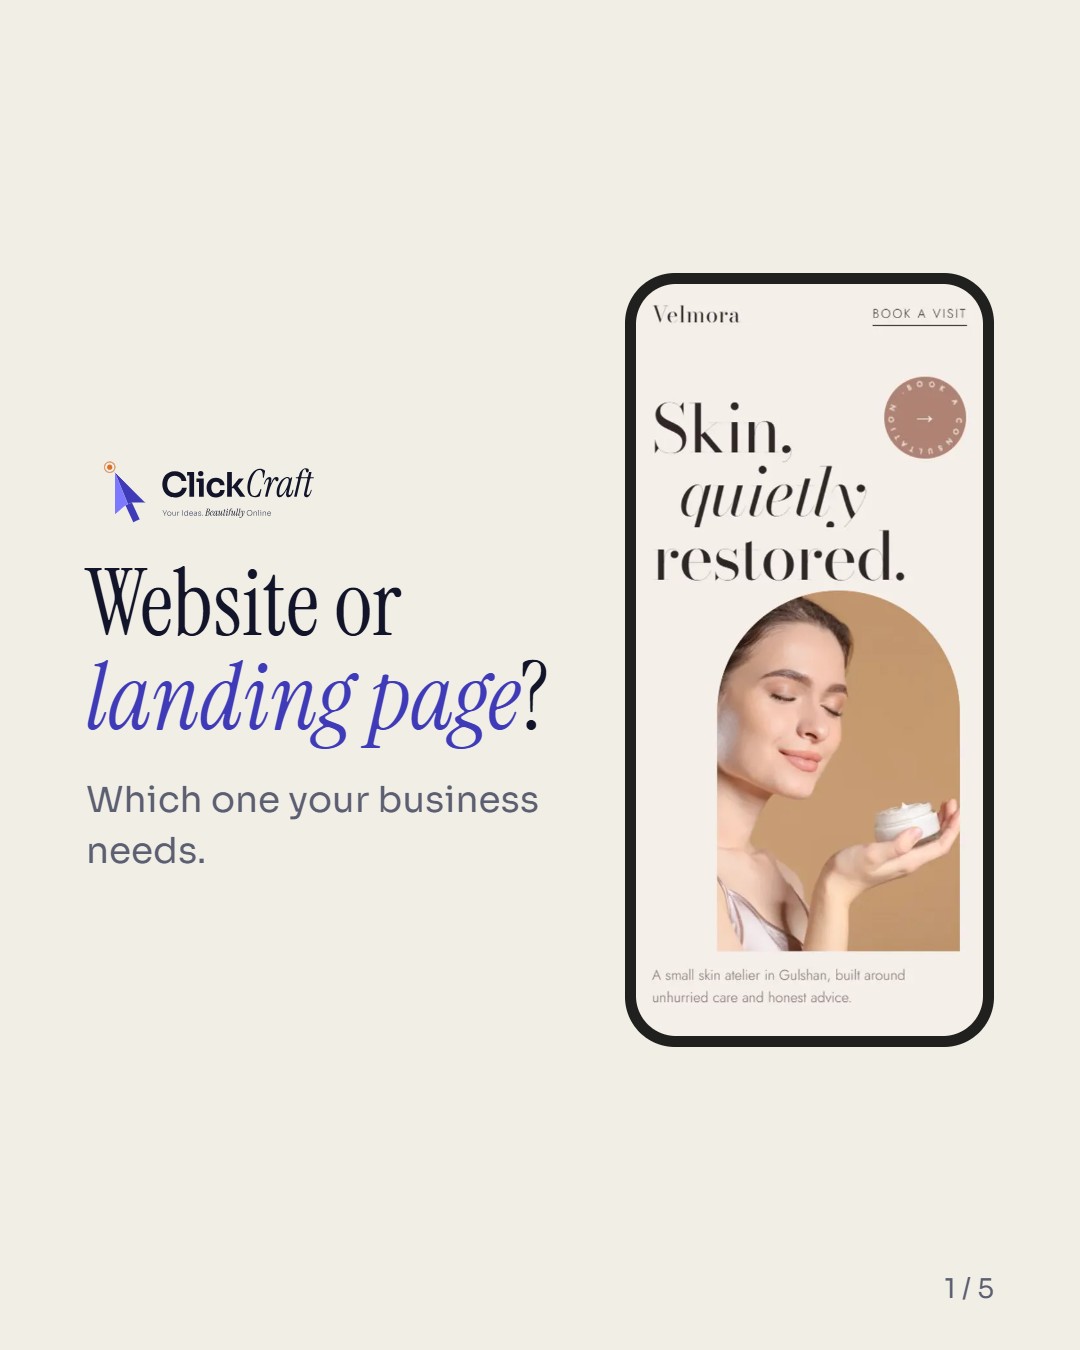 ClickCraft
Your Ideas, Beautifully Online
Website or
landing page?
Which one your business
needs.
Velmora
BOOK A VISIT
BOOK A CONSULTATION ·
→
Skin,
quietly
restored.
A small skin atelier in Gulshan, built around
unhurried care and honest advice.
1 / 5